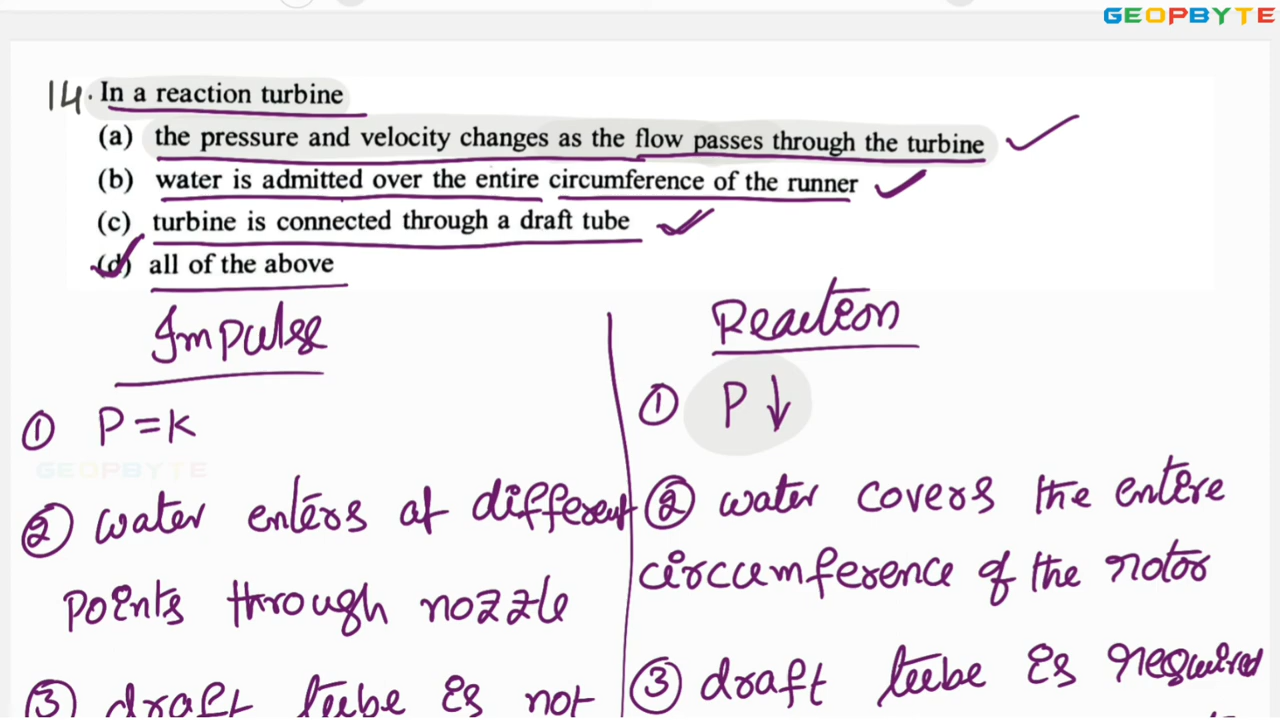 GEOPBYTE
14. In a reaction turbine
(a) the pressure and velocity changes as the flow passes through the turbine
(b) water is admitted over the entire circumference of the runner
(c) turbine is connected through a draft tube
(d) all of the above
Impulse
① P = K
GEOPBYTE
② water enters at different
points through nozzle
③ draft tube is not
Reaction
① P ↓
② water covers the entire
circumference of the rotor
③ draft tube is required